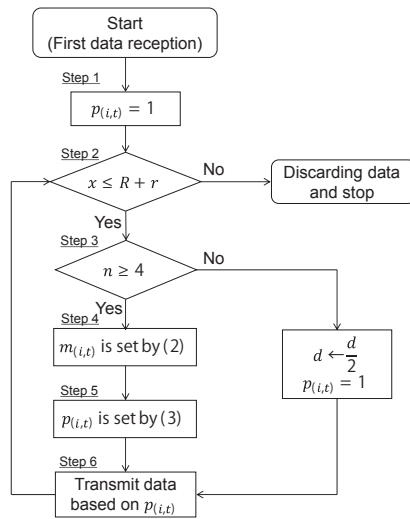 Start
(First data reception)
Step 1
p(i,t) = 1
Step 2
x ≤ R + r
No
Discarding data
and stop
Yes
Step 3
n ≥ 4
No
Yes
Step 4
m(i,t) is set by (2)
d ← d/2
p(i,t) = 1
Step 5
p(i,t) is set by (3)
Step 6
Transmit data
based on p(i,t)